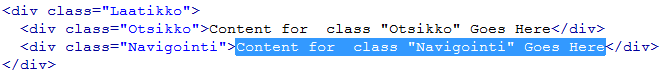 <div class="Laatikko">
  <div class="Otsikko">Content for  class "Otsikko" Goes Here</div>
  <div class="Navigointi">Content for  class "Navigointi" Goes Here</div>
</div>